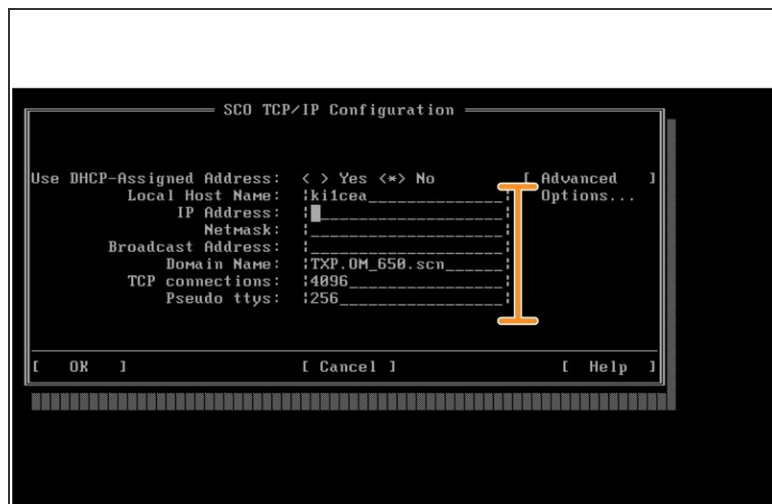 SCO TCP/IP Configuration
Use DHCP-Assigned Address: < > Yes <*> No [ Advanced ]
Local Host Name: ki1cea Options...
IP Address:
Netmask:
Broadcast Address:
Domain Name: TXP.OM_650.scn
TCP connections: 4096
Pseudo ttys: 256
[ OK ] [ Cancel ] [ Help ]